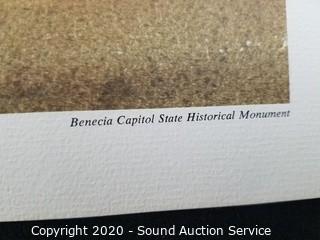 Benecia Capitol State Historical Monument
Copyright 2020 - Sound Auction Service